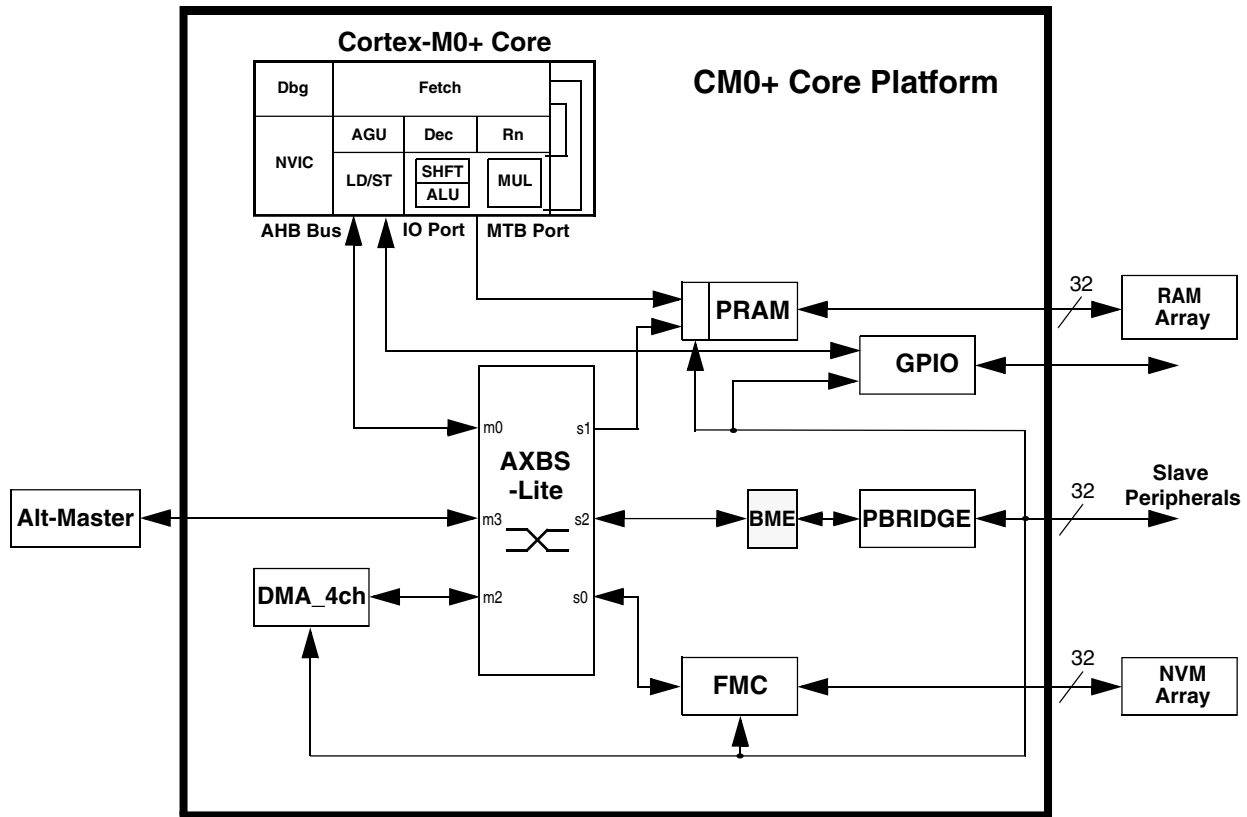 Cortex-M0+ Core
CM0+ Core Platform
Dbg
Fetch
AGU
Dec
Rn
NVIC
LD/ST
SHFT
ALU
MUL
AHB Bus
IO Port
MTB Port
PRAM
32
RAM
Array
GPIO
m0
s1
AXBS
-Lite
Alt-Master
m3
s2
BME
PBRIDGE
32
Slave
Peripherals
DMA_4ch
m2
s0
FMC
32
NVM
Array